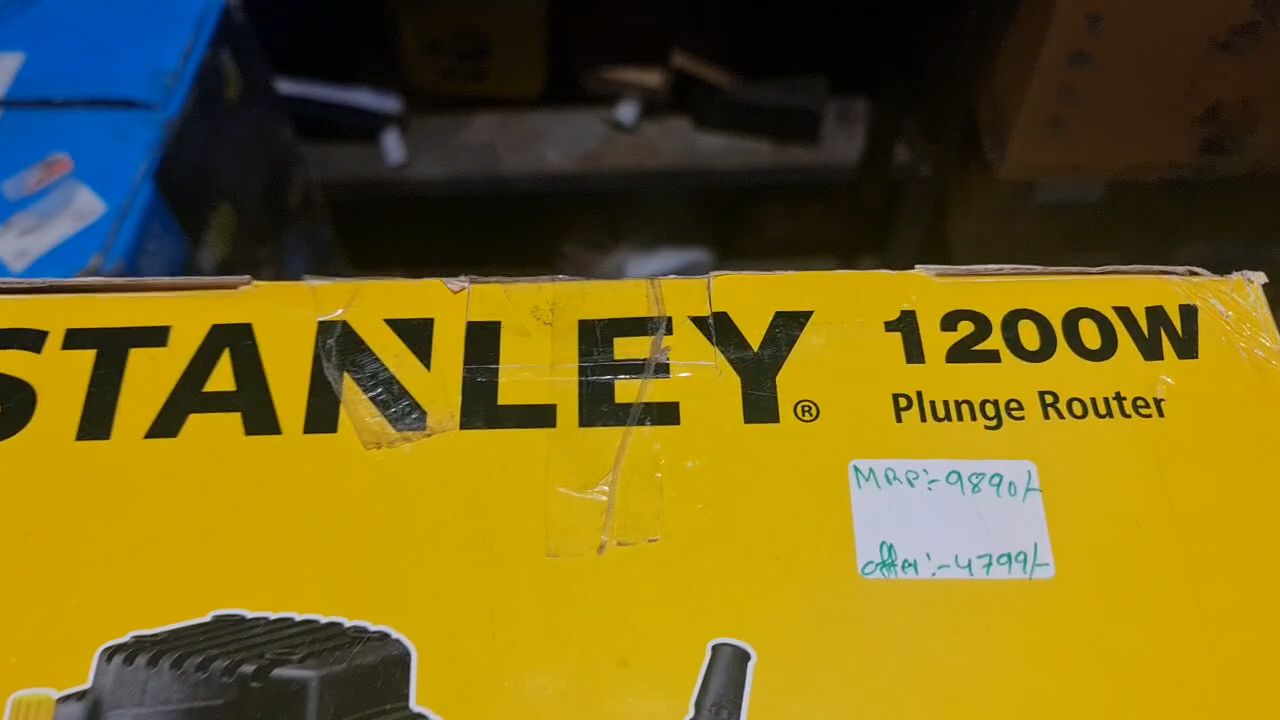 STANLEY®
1200W
Plunge Router
MRP:-9890/-
offer:-4799/-